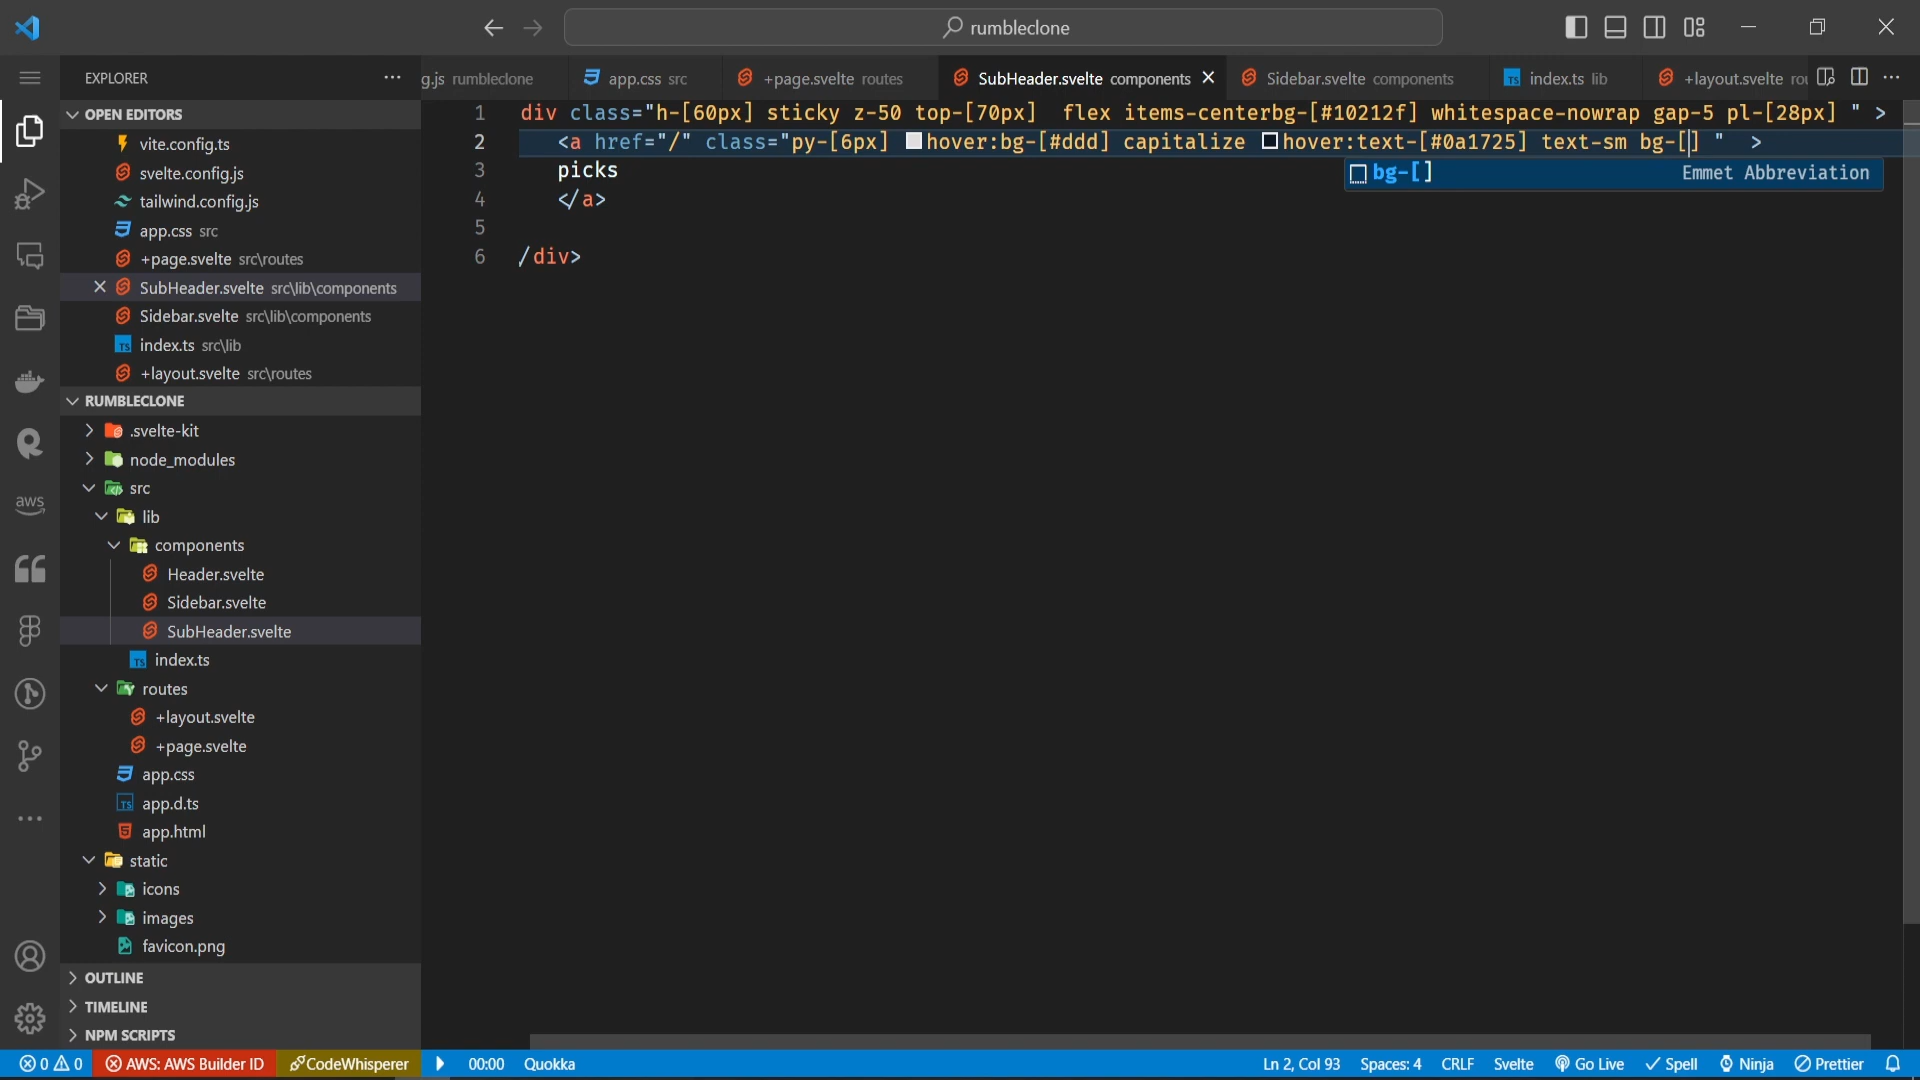 rumbleclone
EXPLORER
g.js rumbleclone
app.css src
+page.svelte routes
SubHeader.svelte components
Sidebar.svelte components
index.ts lib
+layout.svelte rou
OPEN EDITORS
vite.config.ts
svelte.config.js
tailwind.config.js
app.css src
+page.svelte src\routes
SubHeader.svelte src\lib\components
Sidebar.svelte src\lib\components
index.ts src\lib
+layout.svelte src\routes
RUMBLECLONE
.svelte-kit
node_modules
src
lib
components
Header.svelte
Sidebar.svelte
SubHeader.svelte
index.ts
routes
+layout.svelte
+page.svelte
app.css
app.d.ts
app.html
static
icons
images
favicon.png
OUTLINE
TIMELINE
NPM SCRIPTS
aws
1 div class="h-[60px] sticky z-50 top-[70px]  flex items-centerbg-[#10212f] whitespace-nowrap gap-5 pl-[28px] " >
2 <a href="/" class="py-[6px] hover:bg-[#ddd] capitalize hover:text-[#0a1725] text-sm bg-[] "  >
bg-[] Emmet Abbreviation
3 picks
4 </a>
5
6 /div>
0 0 AWS: AWS Builder ID CodeWhisperer 00:00 Quokka Ln 2, Col 93 Spaces: 4 CRLF Svelte Go Live Spell Ninja Prettier